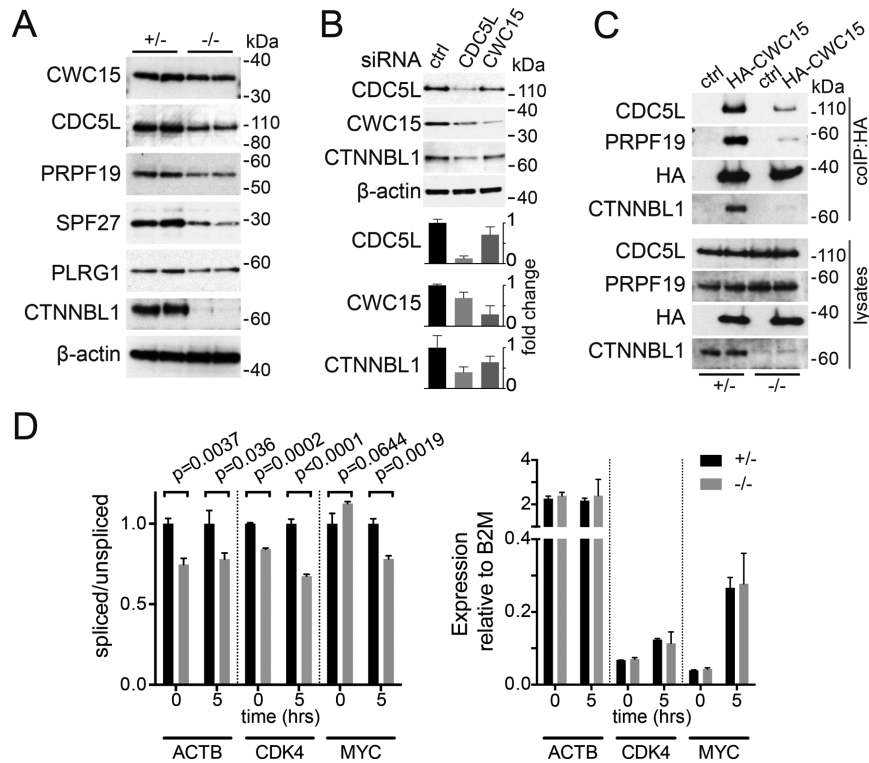 A
+/- -/- kDa
CWC15
-40
-30
CDC5L
-110
-80
PRPF19
-60
-50
SPF27
-30
PLRG1
-60
CTNNBL1
-60
β-actin
-40
B
siRNA ctrl CDC5L CWC15 kDa
CDC5L
-110
CWC15
-40
-30
CTNNBL1
-60
β-actin
-40
CDC5L
1
0
CWC15
1
0
CTNNBL1
1
0
fold change
C
ctrl HA-CWC15 ctrl HA-CWC15 kDa
CDC5L
-110
PRPF19
-60
HA
-40
CTNNBL1
-60
coIP:HA
CDC5L
-110
PRPF19
-60
HA
-40
CTNNBL1
-60
lysates
+/- -/-
D
p=0.0037 p=0.036 p=0.0002 p<0.0001 p=0.0644 p=0.0019
spliced/unspliced
1.0
0.5
0.0
0 5 0 5 0 5
time (hrs)
ACTB CDK4 MYC
Expression
relative to B2M
4
2
0.4
0.2
0.0
+/-
-/-
0 5 0 5 0 5
time (hrs)
ACTB CDK4 MYC